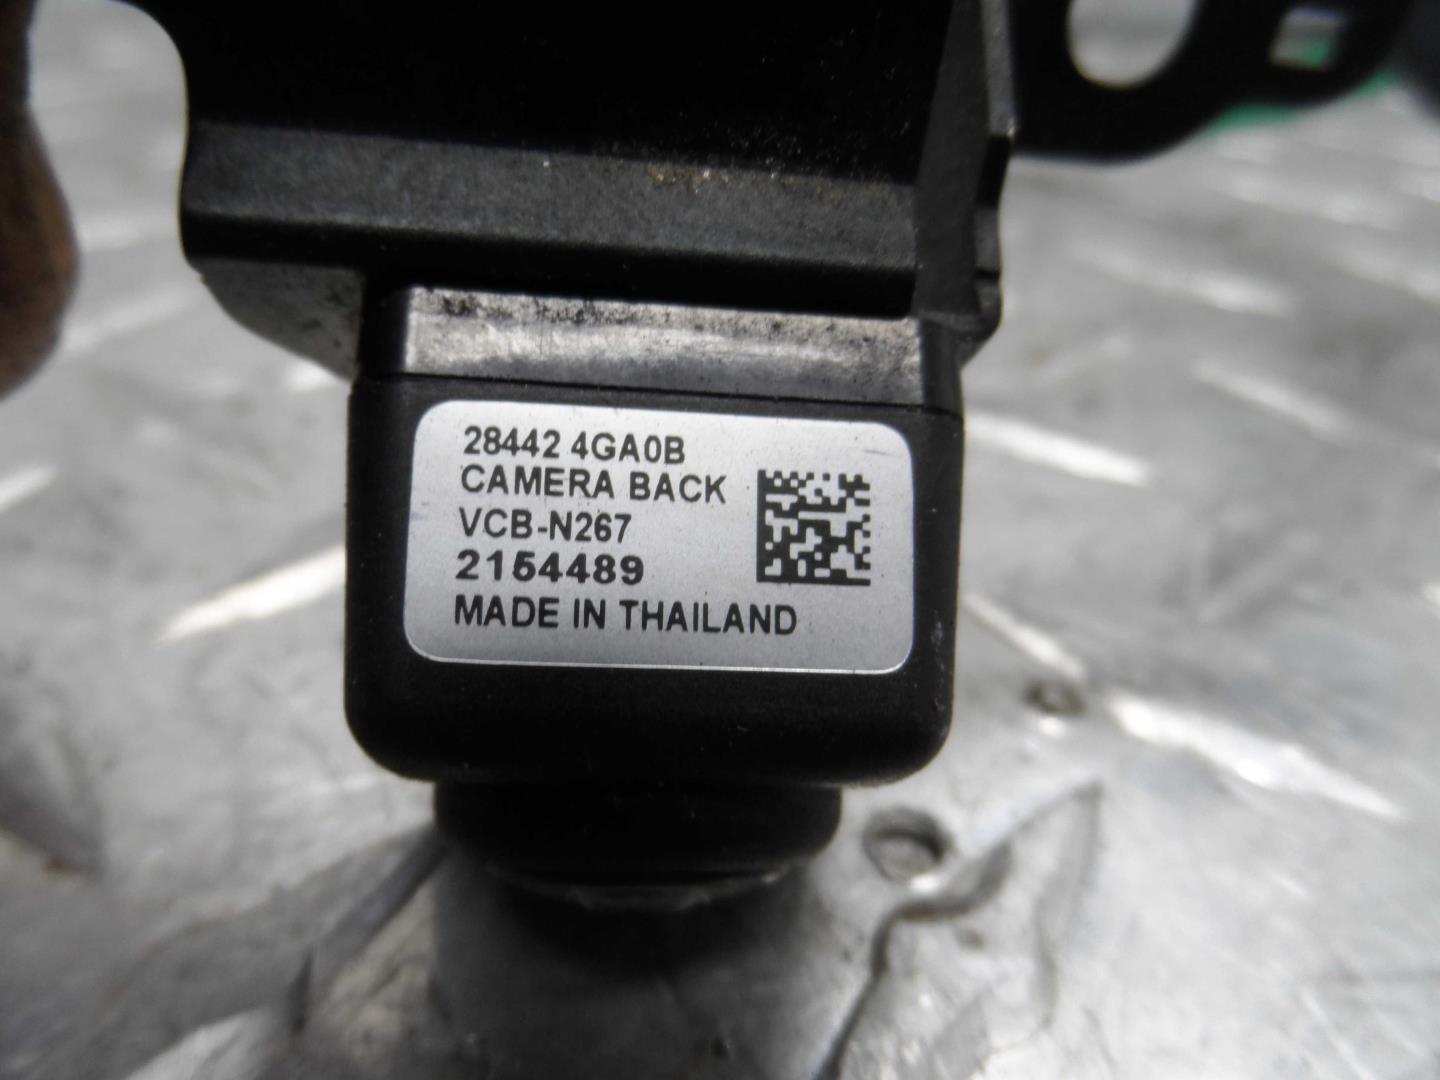 28442 4GA0B
CAMERA BACK
VCB-N267
2154489
MADE IN THAILAND